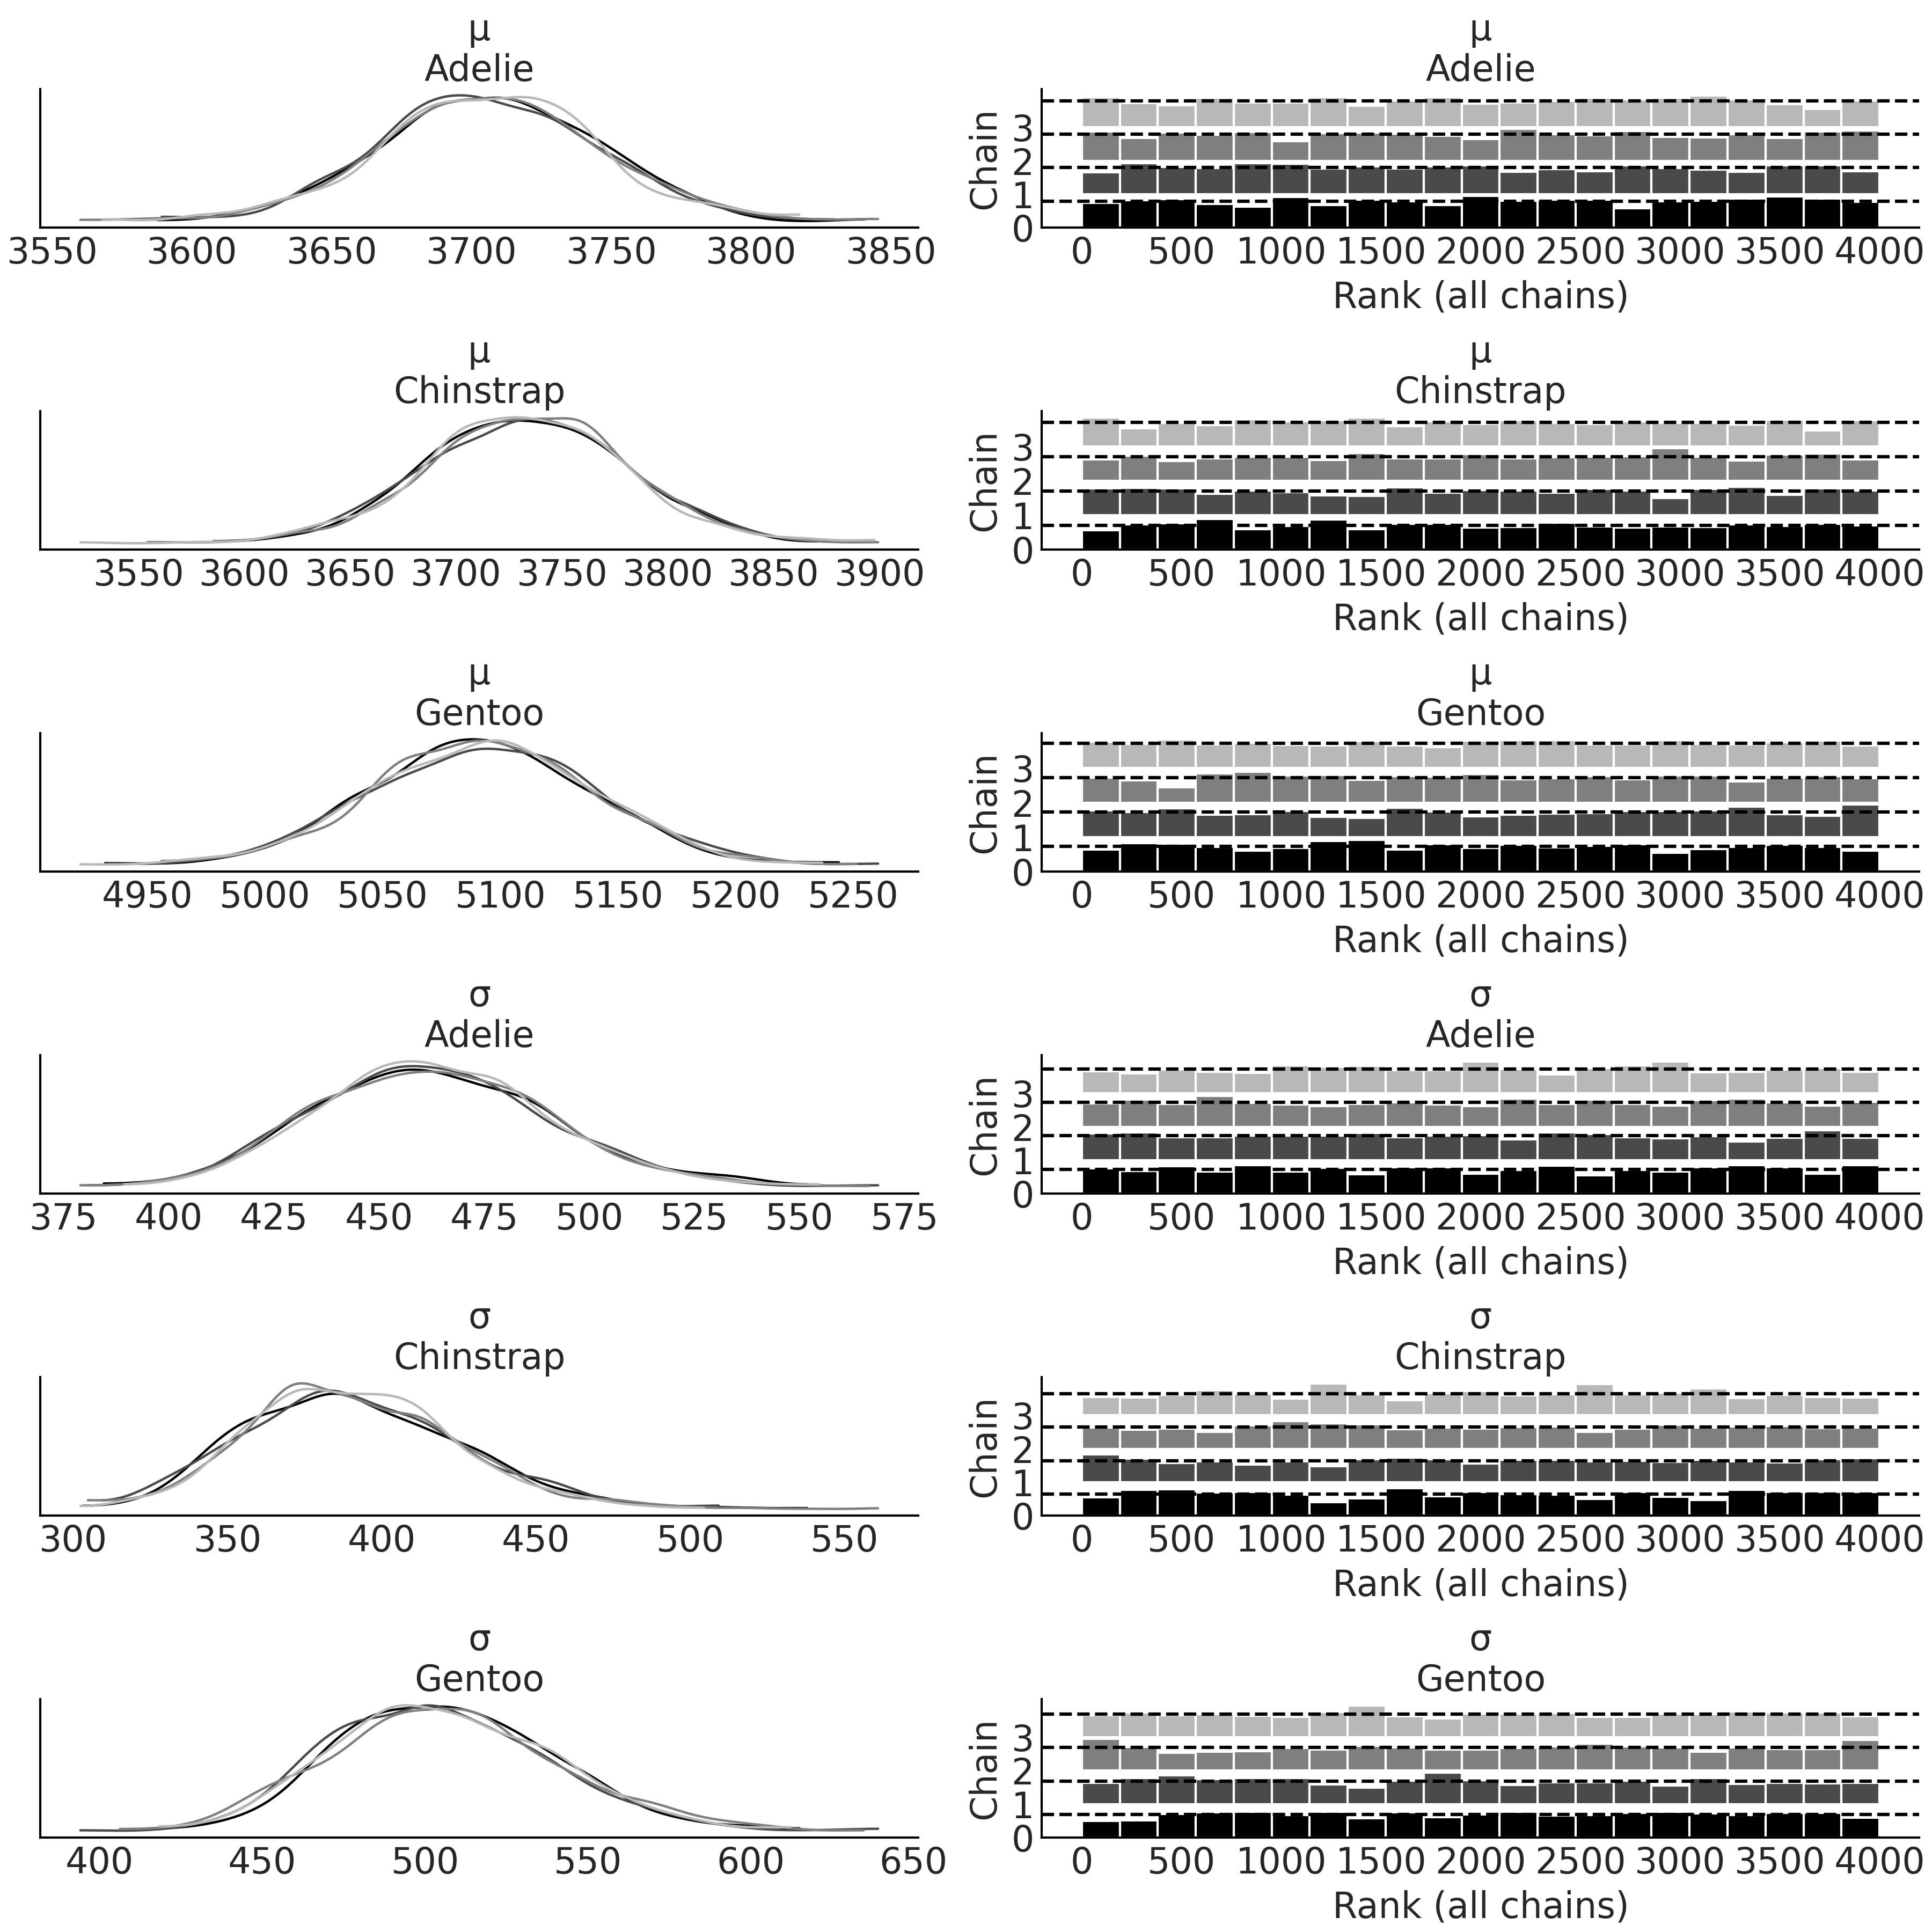 μ
Adelie
3550 3600 3650 3700 3750 3800 3850
μ
Adelie
Chain
3
2
1
0
0 500 1000 1500 2000 2500 3000 3500 4000
Rank (all chains)
μ
Chinstrap
3550 3600 3650 3700 3750 3800 3850 3900
μ
Chinstrap
Chain
3
2
1
0
0 500 1000 1500 2000 2500 3000 3500 4000
Rank (all chains)
μ
Gentoo
4950 5000 5050 5100 5150 5200 5250
μ
Gentoo
Chain
3
2
1
0
0 500 1000 1500 2000 2500 3000 3500 4000
Rank (all chains)
σ
Adelie
375 400 425 450 475 500 525 550 575
σ
Adelie
Chain
3
2
1
0
0 500 1000 1500 2000 2500 3000 3500 4000
Rank (all chains)
σ
Chinstrap
300 350 400 450 500 550
σ
Chinstrap
Chain
3
2
1
0
0 500 1000 1500 2000 2500 3000 3500 4000
Rank (all chains)
σ
Gentoo
400 450 500 550 600 650
σ
Gentoo
Chain
3
2
1
0
0 500 1000 1500 2000 2500 3000 3500 4000
Rank (all chains)